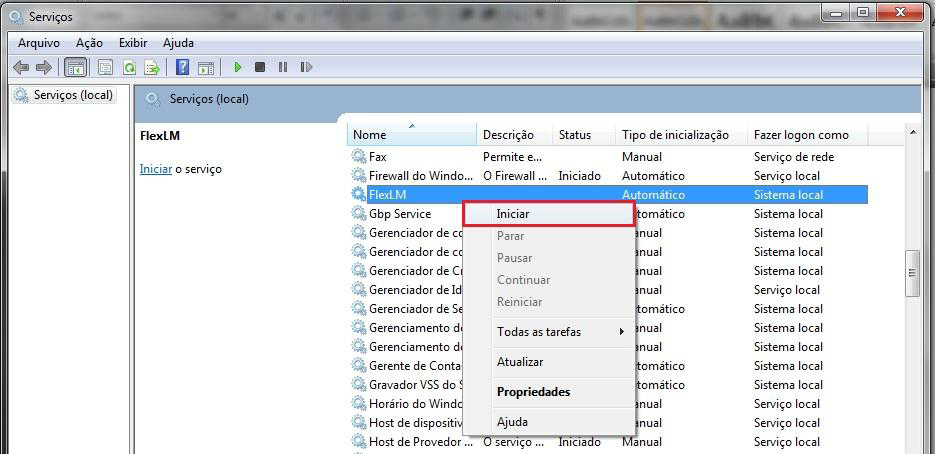 Serviços
Arquivo Ação Exibir Ajuda
Serviços (local)
Serviços (local)
FlexLM
Iniciar o serviço
Nome Descrição Status Tipo de inicialização Fazer logon como
Fax Permite e... Manual Serviço de rede
Firewall do Windo... O Firewall ... Iniciado Automático Serviço local
FlexLM Automático Sistema local
Gbp Service omático Sistema local
Gerenciador de co anual Sistema local
Gerenciador de co anual Sistema local
Gerenciador de Cr anual Sistema local
Gerenciador de Id anual Serviço local
Gerenciador de Se omático Sistema local
Gerenciamento de anual Sistema local
Gerenciamento de anual Sistema local
Gerente de Conta omático Sistema local
Gravador VSS do S anual Sistema local
Horário do Windo anual Serviço local
Host de dispositiv anual Serviço local
Host de Provedor ... O serviço ... Iniciado Manual Serviço local
Iniciar
Parar
Pausar
Continuar
Reiniciar
Todas as tarefas
Atualizar
Propriedades
Ajuda